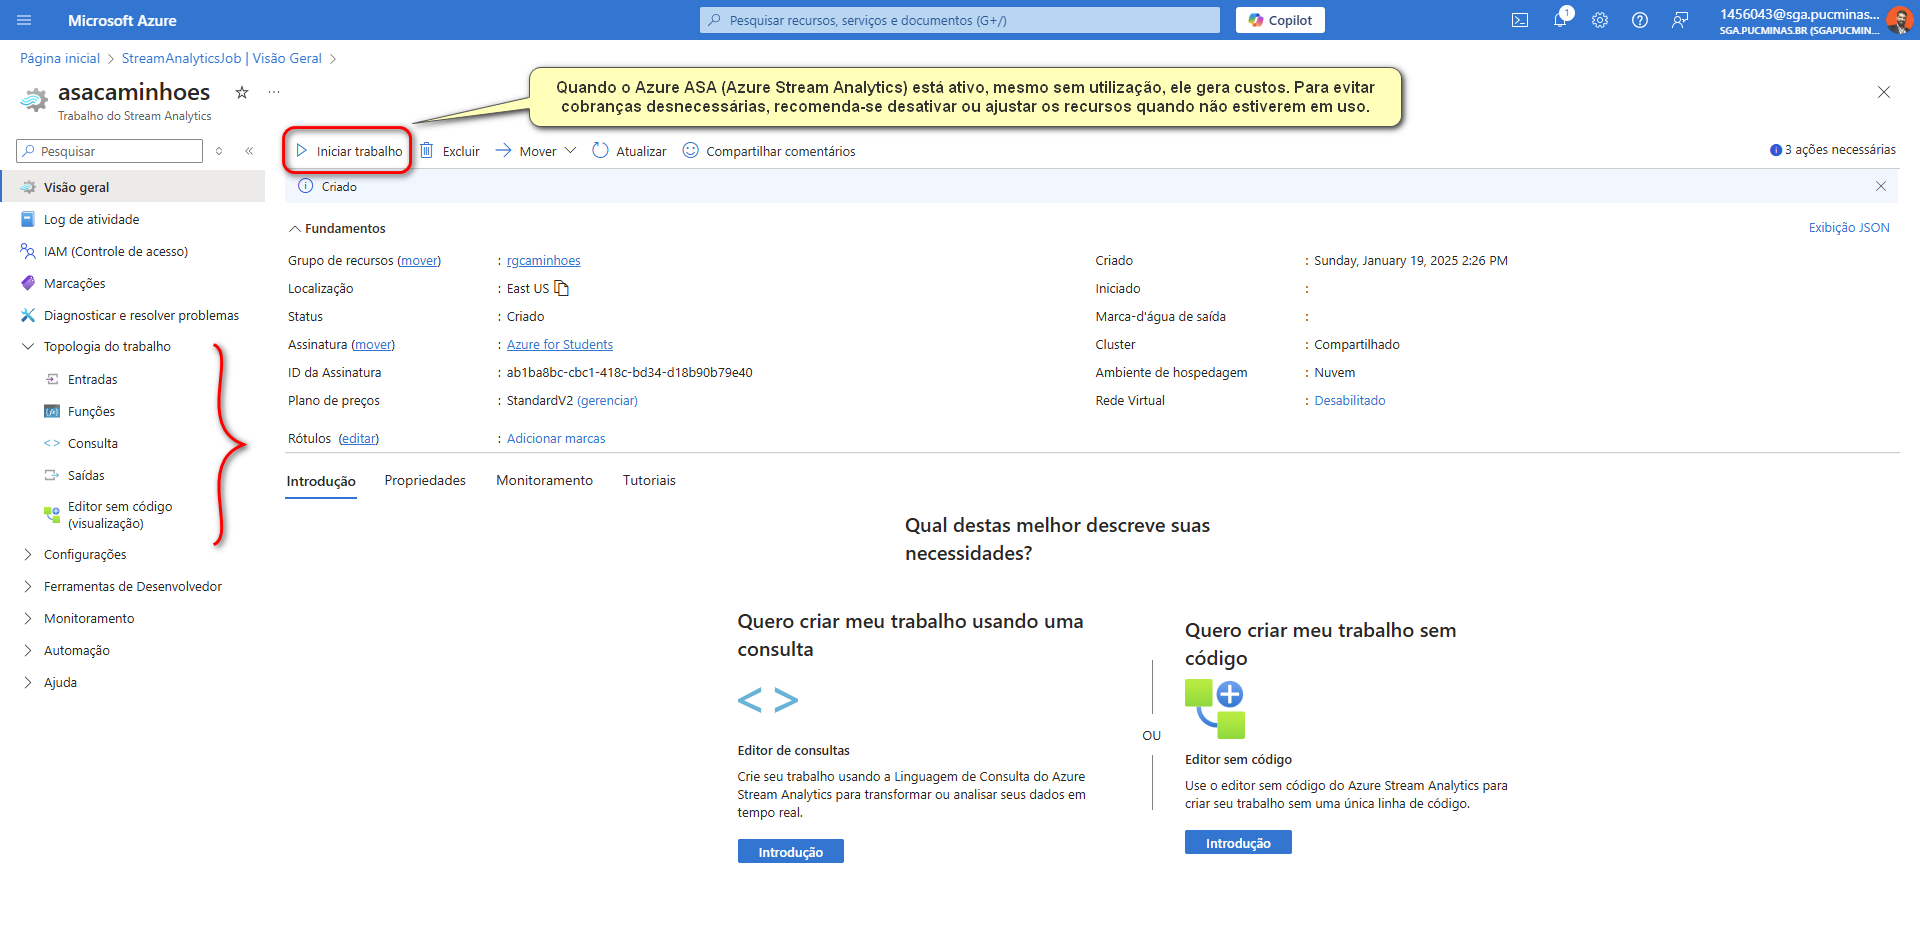 Microsoft Azure
Pesquisar recursos, serviços e documentos (G+/)
Copilot
1
1456043@sga.pucminas...
SGA.PUCMINAS.BR (SGAPUCMIN...
Página inicial > StreamAnalyticsJob | Visão Geral >
asacaminhoes
Trabalho do Stream Analytics
Quando o Azure ASA (Azure Stream Analytics) está ativo, mesmo sem utilização, ele gera custos. Para evitar
cobranças desnecessárias, recomenda-se desativar ou ajustar os recursos quando não estiverem em uso.
Pesquisar
Iniciar trabalho
Excluir
Mover
Atualizar
Compartilhar comentários
3 ações necessárias
Visão geral
Log de atividade
IAM (Controle de acesso)
Marcações
Diagnosticar e resolver problemas
Topologia do trabalho
Entradas
Funções
Consulta
Saídas
Editor sem código
(visualização)
Configurações
Ferramentas de Desenvolvedor
Monitoramento
Automação
Ajuda
Criado
Fundamentos
Exibição JSON
Grupo de recursos (mover) : rgcaminhoes
Localização : East US
Status : Criado
Assinatura (mover) : Azure for Students
ID da Assinatura : ab1ba8bc-cbc1-418c-bd34-d18b90b79e40
Plano de preços : StandardV2 (gerenciar)
Rótulos (editar) : Adicionar marcas
Criado : Sunday, January 19, 2025 2:26 PM
Iniciado :
Marca-d'água de saída :
Cluster : Compartilhado
Ambiente de hospedagem : Nuvem
Rede Virtual : Desabilitado
Introdução
Propriedades
Monitoramento
Tutoriais
Qual destas melhor descreve suas
necessidades?
Quero criar meu trabalho usando uma
consulta
Editor de consultas
Crie seu trabalho usando a Linguagem de Consulta do Azure
Stream Analytics para transformar ou analisar seus dados em
tempo real.
Introdução
OU
Quero criar meu trabalho sem
código
Editor sem código
Use o editor sem código do Azure Stream Analytics para
criar seu trabalho sem uma única linha de código.
Introdução